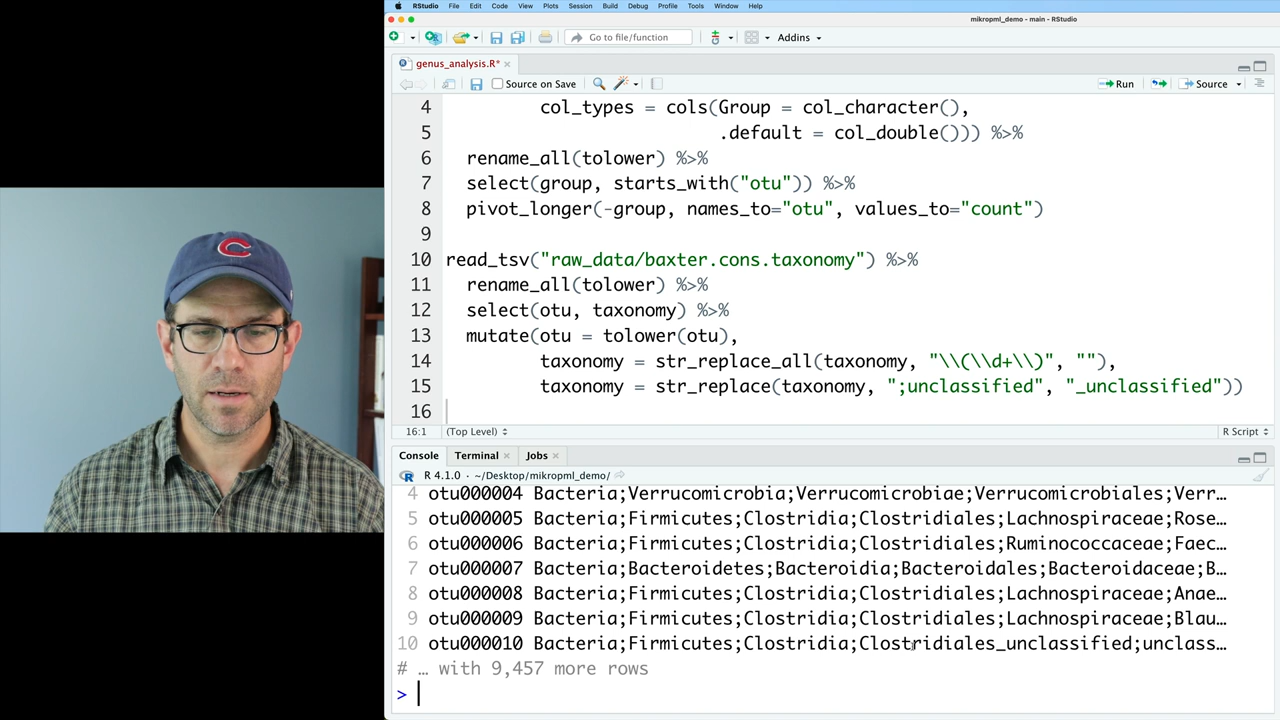 RStudio File Edit Code View Plots Session Build Debug Profile Tools Window Help
mikropml_demo - main - RStudio
Go to file/function Addins
genus_analysis.R*
Source on Save Run Source
4 col_types = cols(Group = col_character(),
5 .default = col_double())) %>%
6 rename_all(tolower) %>%
7 select(group, starts_with("otu")) %>%
8 pivot_longer(-group, names_to="otu", values_to="count")
9
10 read_tsv("raw_data/baxter.cons.taxonomy") %>%
11 rename_all(tolower) %>%
12 select(otu, taxonomy) %>%
13 mutate(otu = tolower(otu),
14 taxonomy = str_replace_all(taxonomy, "\\(\\d+\\)", ""),
15 taxonomy = str_replace(taxonomy, ";unclassified", "_unclassified"))
16
16:1 (Top Level) R Script
Console Terminal Jobs
R 4.1.0 · ~/Desktop/mikropml_demo/
4 otu000004 Bacteria;Verrucomicrobia;Verrucomicrobiae;Verrucomicrobiales;Verr…
5 otu000005 Bacteria;Firmicutes;Clostridia;Clostridiales;Lachnospiraceae;Rose…
6 otu000006 Bacteria;Firmicutes;Clostridia;Clostridiales;Ruminococcaceae;Faec…
7 otu000007 Bacteria;Bacteroidetes;Bacteroidia;Bacteroidales;Bacteroidaceae;B…
8 otu000008 Bacteria;Firmicutes;Clostridia;Clostridiales;Lachnospiraceae;Anae…
9 otu000009 Bacteria;Firmicutes;Clostridia;Clostridiales;Lachnospiraceae;Blau…
10 otu000010 Bacteria;Firmicutes;Clostridia;Clostridiales_unclassified;unclass…
# … with 9,457 more rows
>